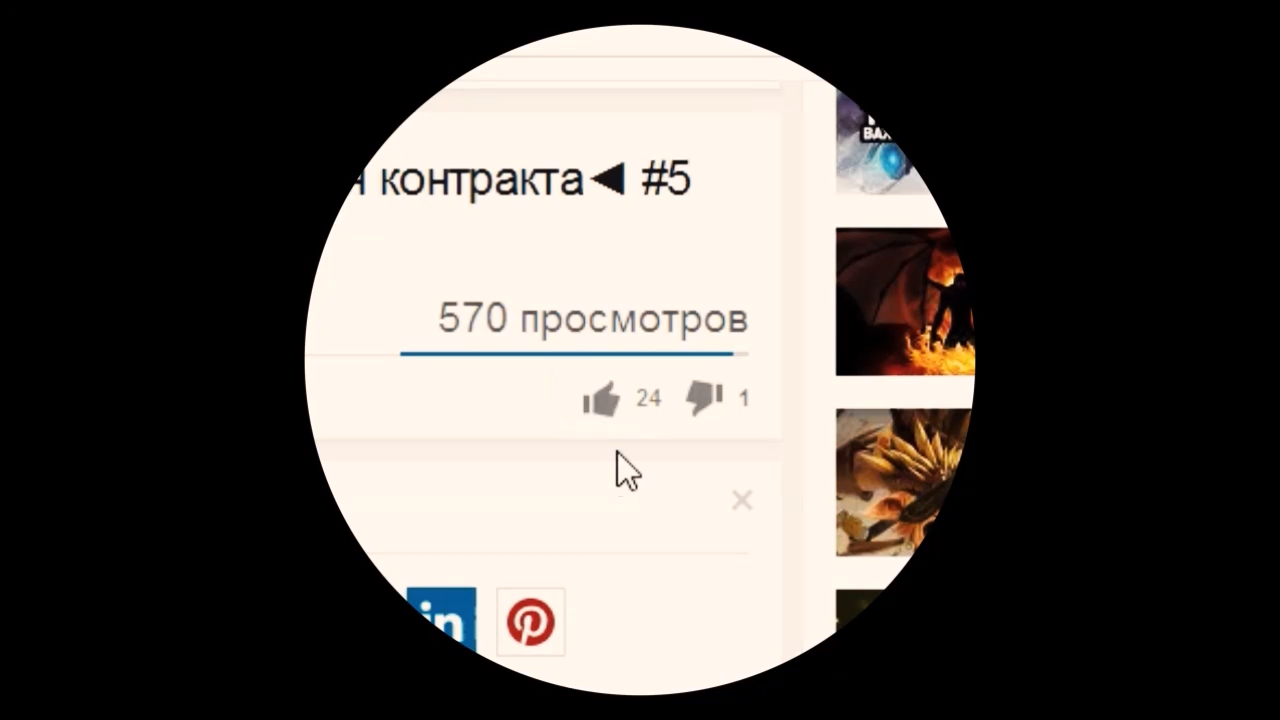 контракта◄ #5
570 просмотров
24 1
in